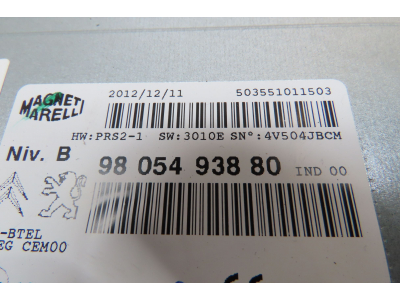 2012/12/11 503551011503
MAGNETI
MARELLI
HW:PRS2-1 SW:3010E SN°:4V504JBCM
Niv. B 98 054 938 80 IND 00
-BTEL
EG CEM00